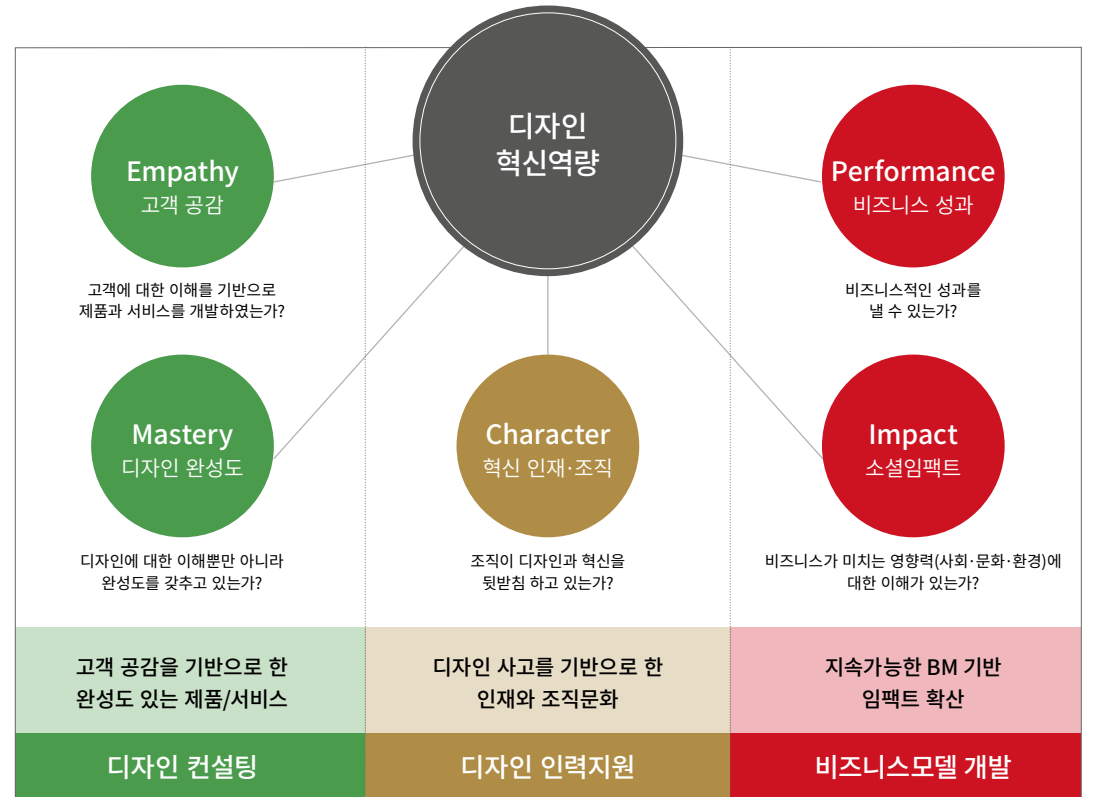 디자인
혁신역량
Empathy
고객 공감
고객에 대한 이해를 기반으로
제품과 서비스를 개발하였는가?
Mastery
디자인 완성도
디자인에 대한 이해뿐만 아니라
완성도를 갖추고 있는가?
Character
혁신 인재·조직
조직이 디자인과 혁신을
뒷받침 하고 있는가?
Performance
비즈니스 성과
비즈니스적인 성과를
낼 수 있는가?
Impact
소셜임팩트
비즈니스가 미치는 영향력(사회·문화·환경)에
대한 이해가 있는가?
고객 공감을 기반으로 한
완성도 있는 제품/서비스
디자인 사고를 기반으로 한
인재와 조직문화
지속가능한 BM 기반
임팩트 확산
디자인 컨설팅
디자인 인력지원
비즈니스모델 개발